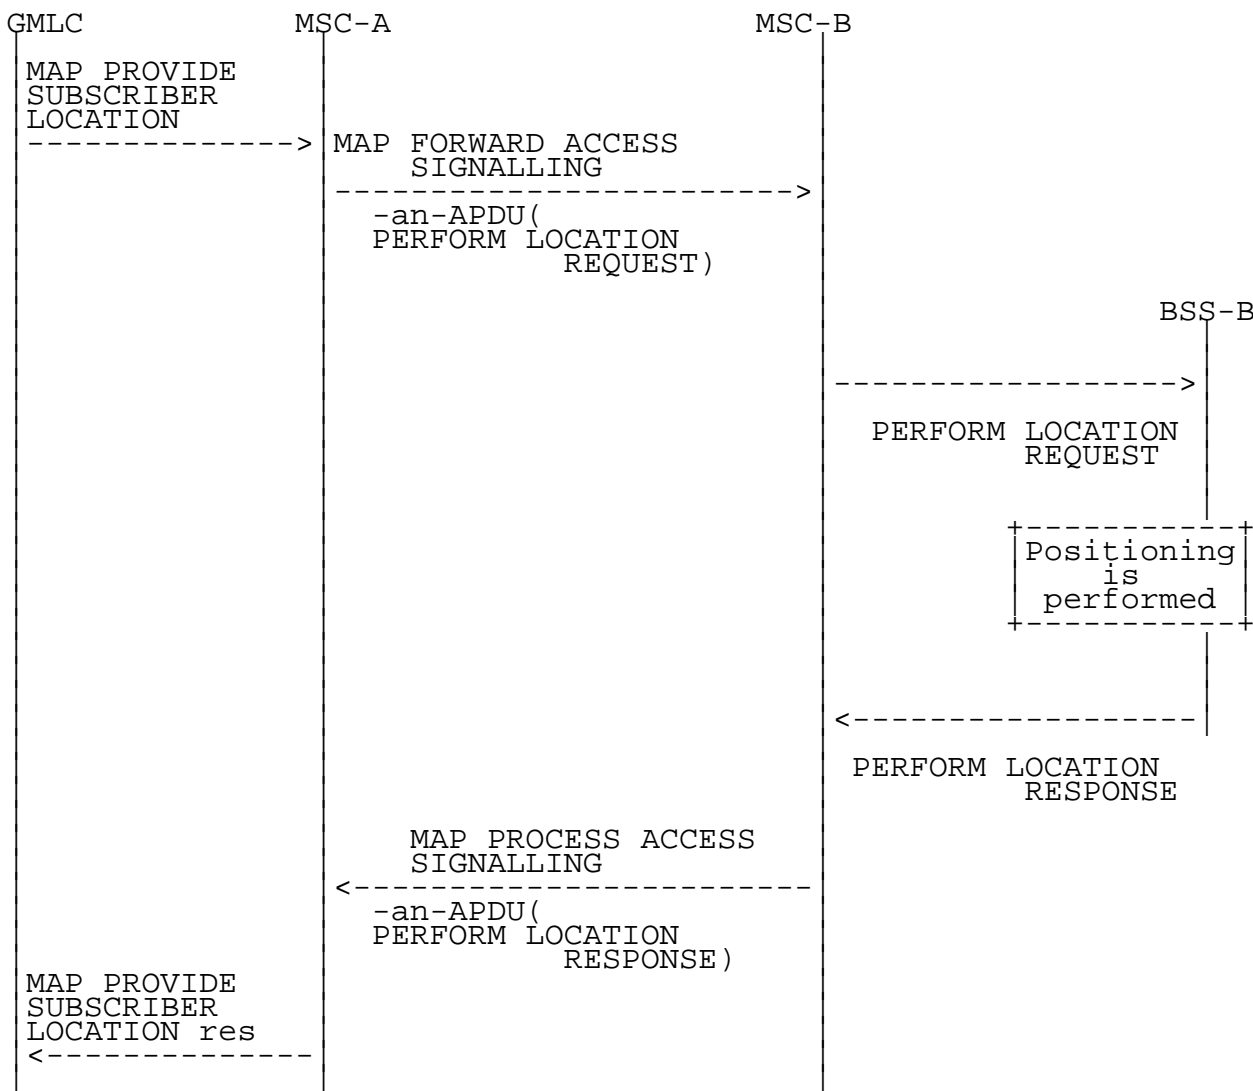 GMLC MSC-A MSC-B
MAP PROVIDE
SUBSCRIBER
LOCATION
MAP FORWARD ACCESS
SIGNALLING
-an-APDU(
PERFORM LOCATION
REQUEST)
BSS-B
PERFORM LOCATION
REQUEST
Positioning
is
performed
PERFORM LOCATION
RESPONSE
MAP PROCESS ACCESS
SIGNALLING
-an-APDU(
PERFORM LOCATION
RESPONSE)
MAP PROVIDE
SUBSCRIBER
LOCATION res